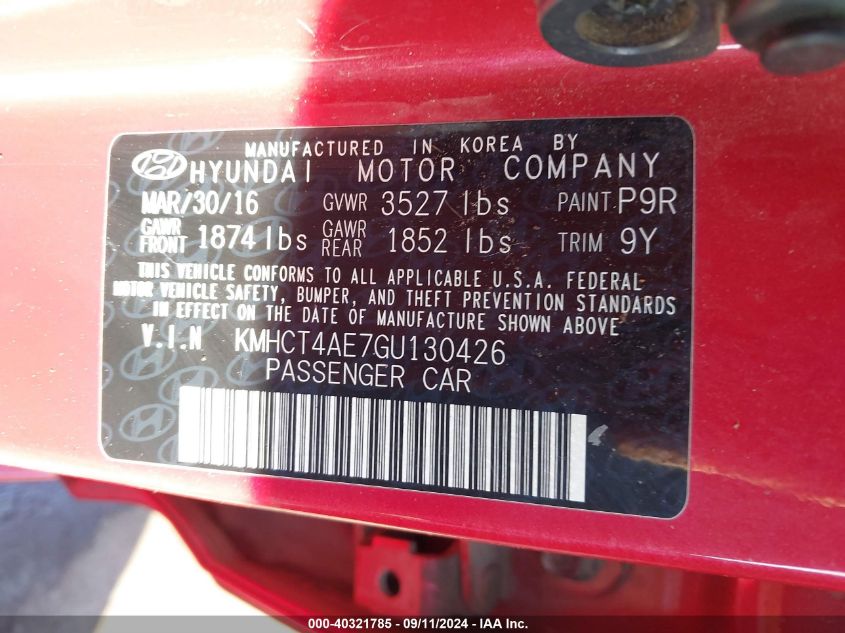 MANUFACTURED IN KOREA BY
HYUNDAI MOTOR COMPANY
MAR/30/16 GVWR 3527 lbs PAINT: P9R
GAWR FRONT 1874 lbs GAWR REAR 1852 lbs TRIM 9Y
THIS VEHICLE CONFORMS TO ALL APPLICABLE U.S.A. FEDERAL
MOTOR VEHICLE SAFETY, BUMPER, AND THEFT PREVENTION STANDARDS
IN EFFECT ON THE DATE OF MANUFACTURE SHOWN ABOVE
V.I.N KMHCT4AE7GU130426
PASSENGER CAR
000-40321785 - 09/11/2024 - IAA Inc.